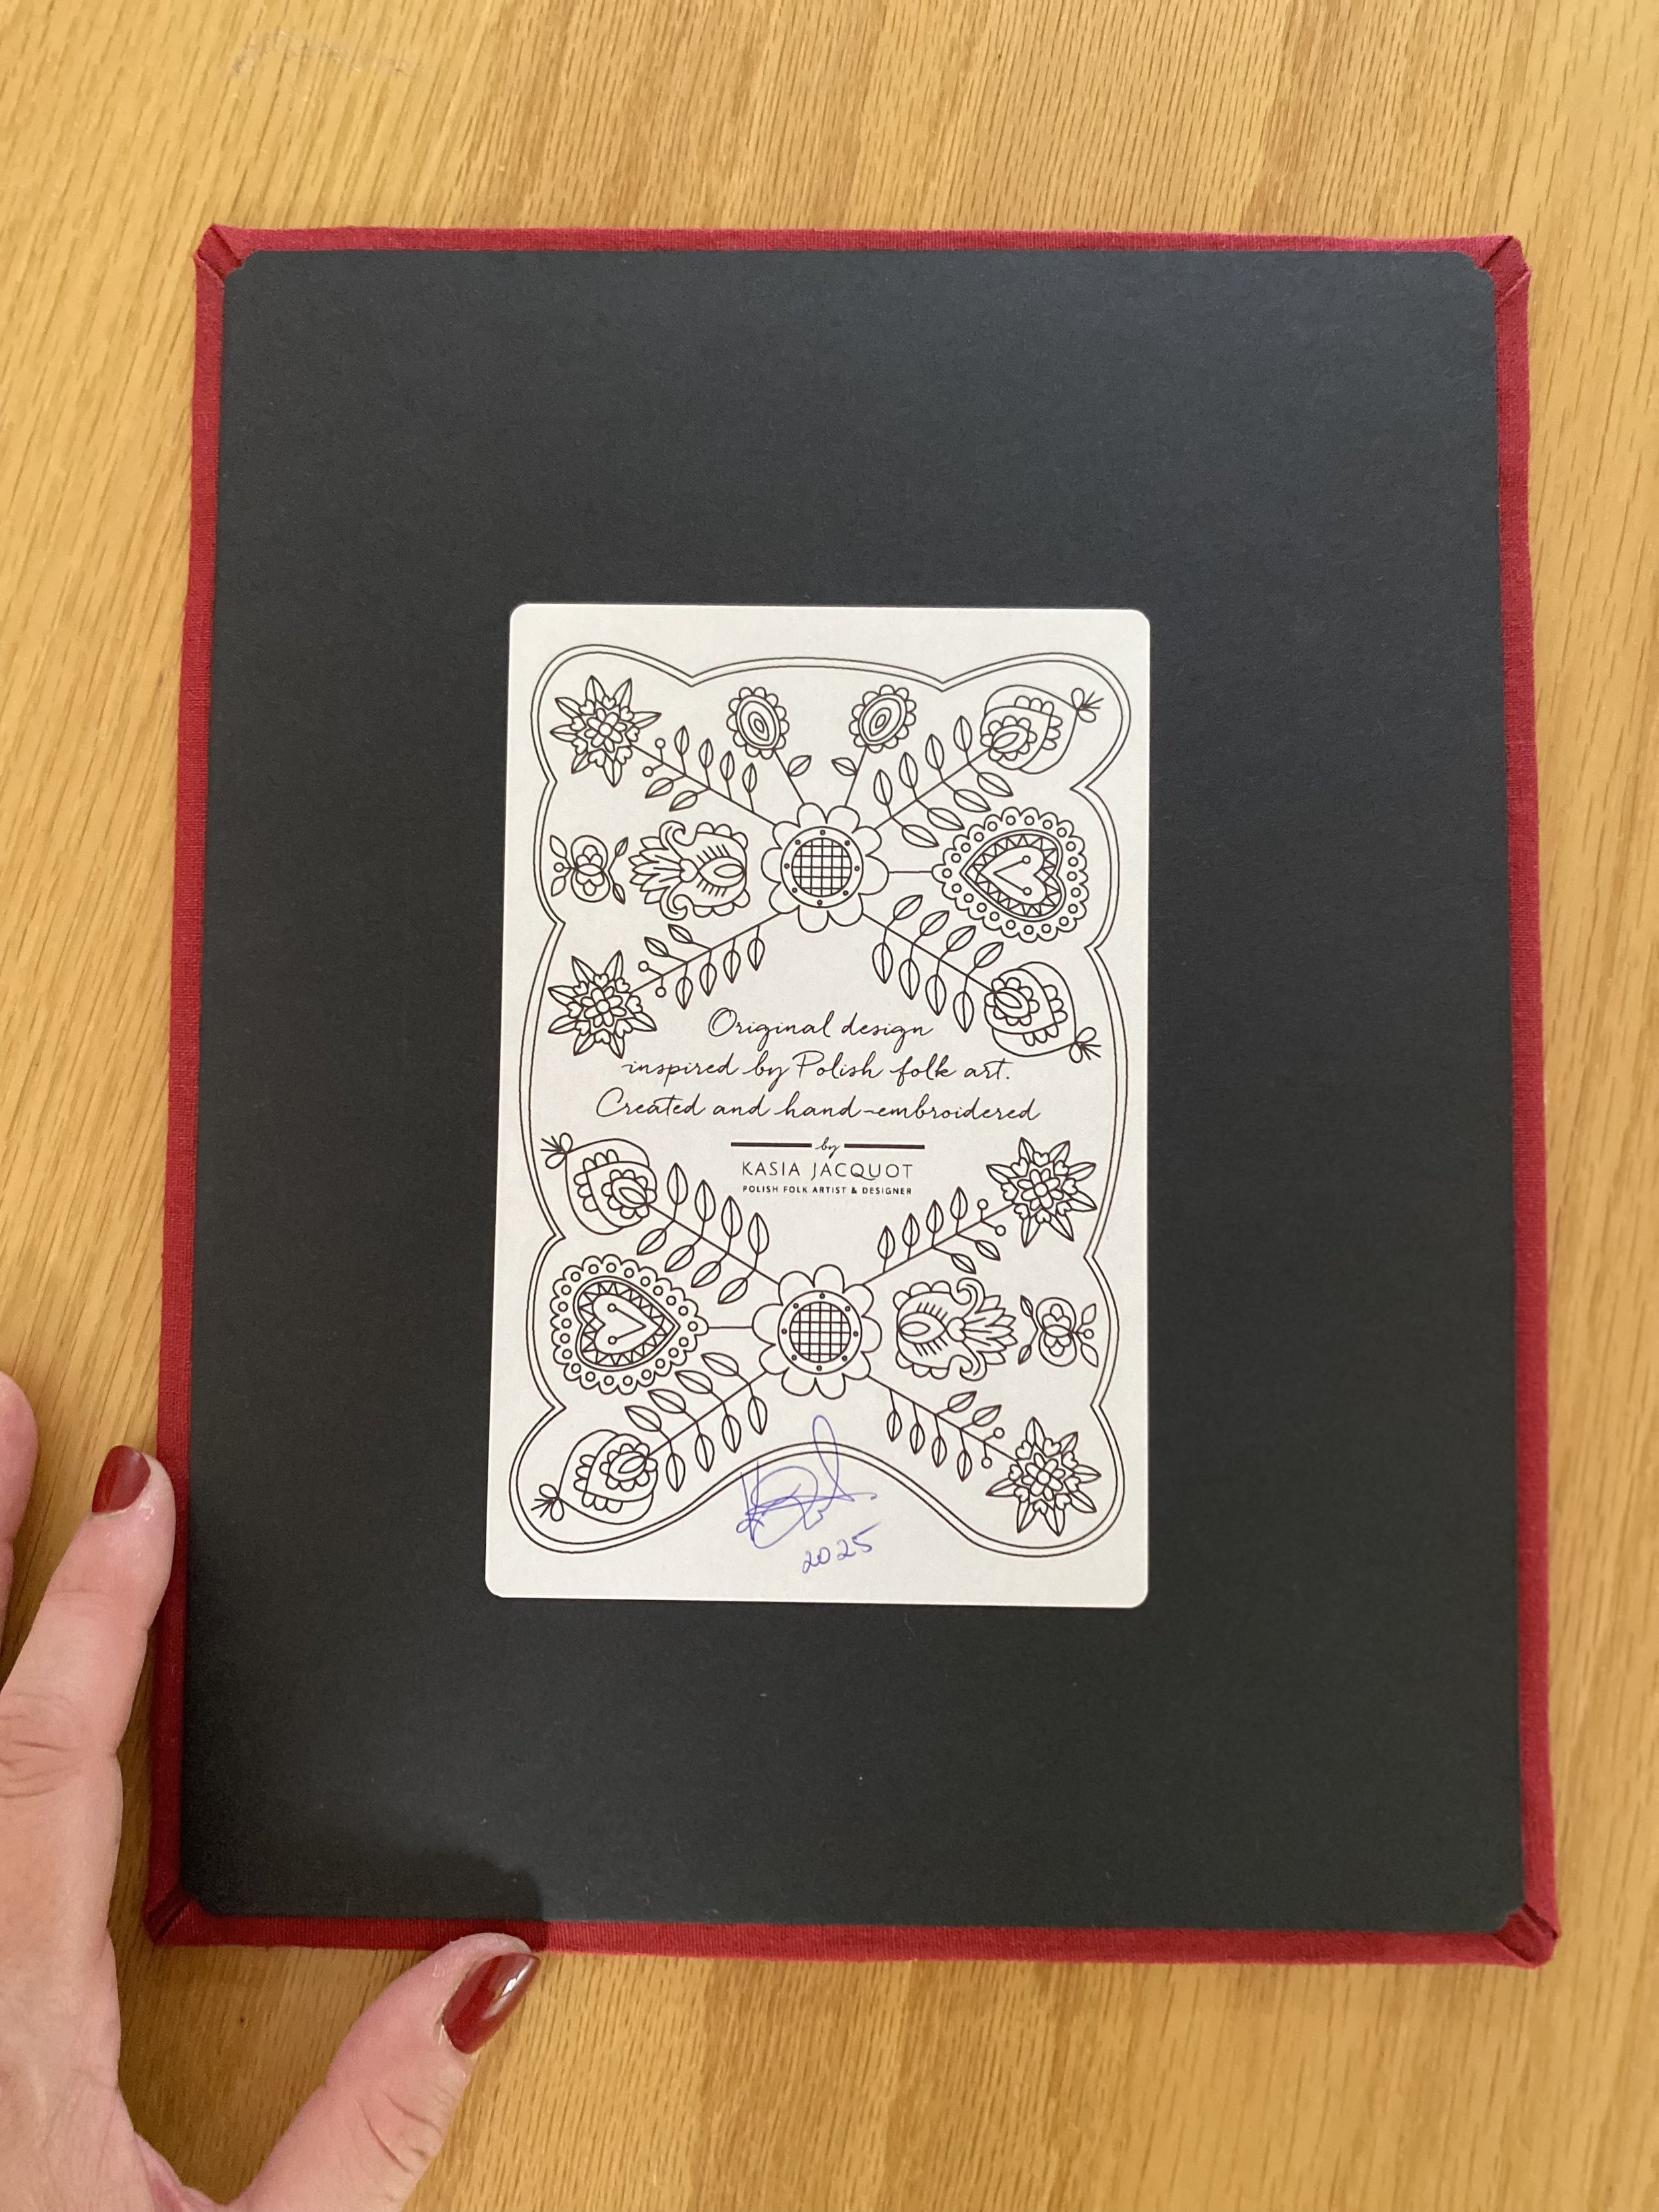 Original design
inspired by Polish folk art.
Created and hand-embroidered
by
KASIA JACQUOT
POLISH FOLK ARTIST & DESIGNER
2025